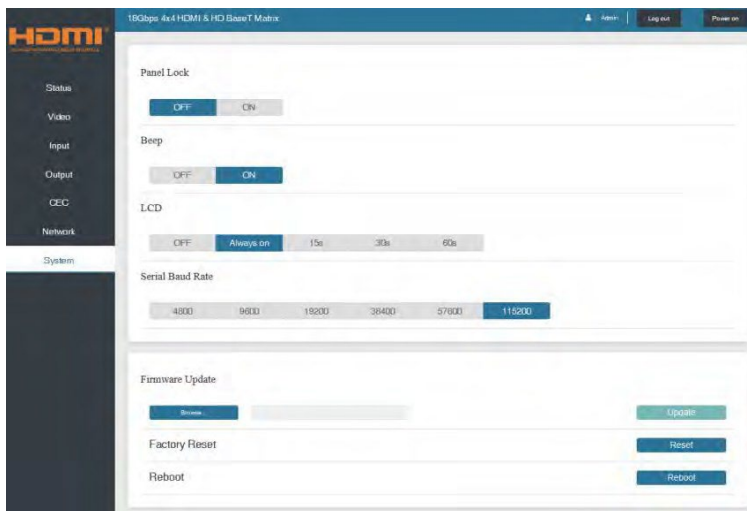 HDMI
18Gbps 4x4 HDMI & HDBaseT Matrix
Admin
Log out
Power on
Status
Video
Input
Output
CEC
Network
System
Panel Lock
OFF ON
Beep
OFF ON
LCD
OFF Always on 15s 30s 60s
Serial Baud Rate
4800 9600 19200 38400 57600 115200
Firmware Update
Browse... Update
Factory Reset Reset
Reboot Reboot